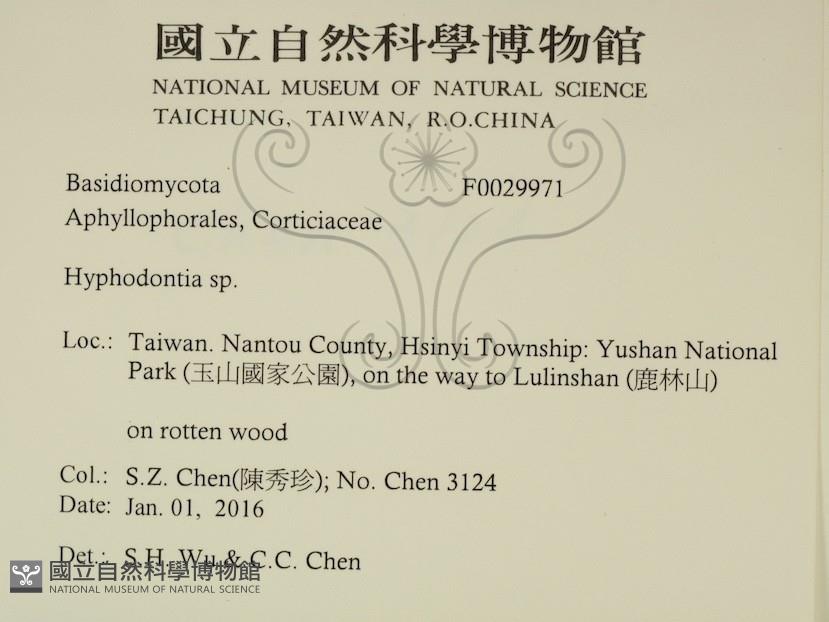 國立自然科學博物館
NATIONAL MUSEUM OF NATURAL SCIENCE
TAICHUNG, TAIWAN, R.O.CHINA
Basidiomycota F0029971
Aphyllophorales, Corticiaceae
Hyphodontia sp.
Loc.: Taiwan. Nantou County, Hsinyi Township: Yushan National
Park (玉山國家公園), on the way to Lulinshan (鹿林山)
on rotten wood
Col.: S.Z. Chen(陳秀珍); No. Chen 3124
Date: Jan. 01, 2016
Det.: S.H. Wu & C.C. Chen
國立自然科學博物館
NATIONAL MUSEUM OF NATURAL SCIENCE